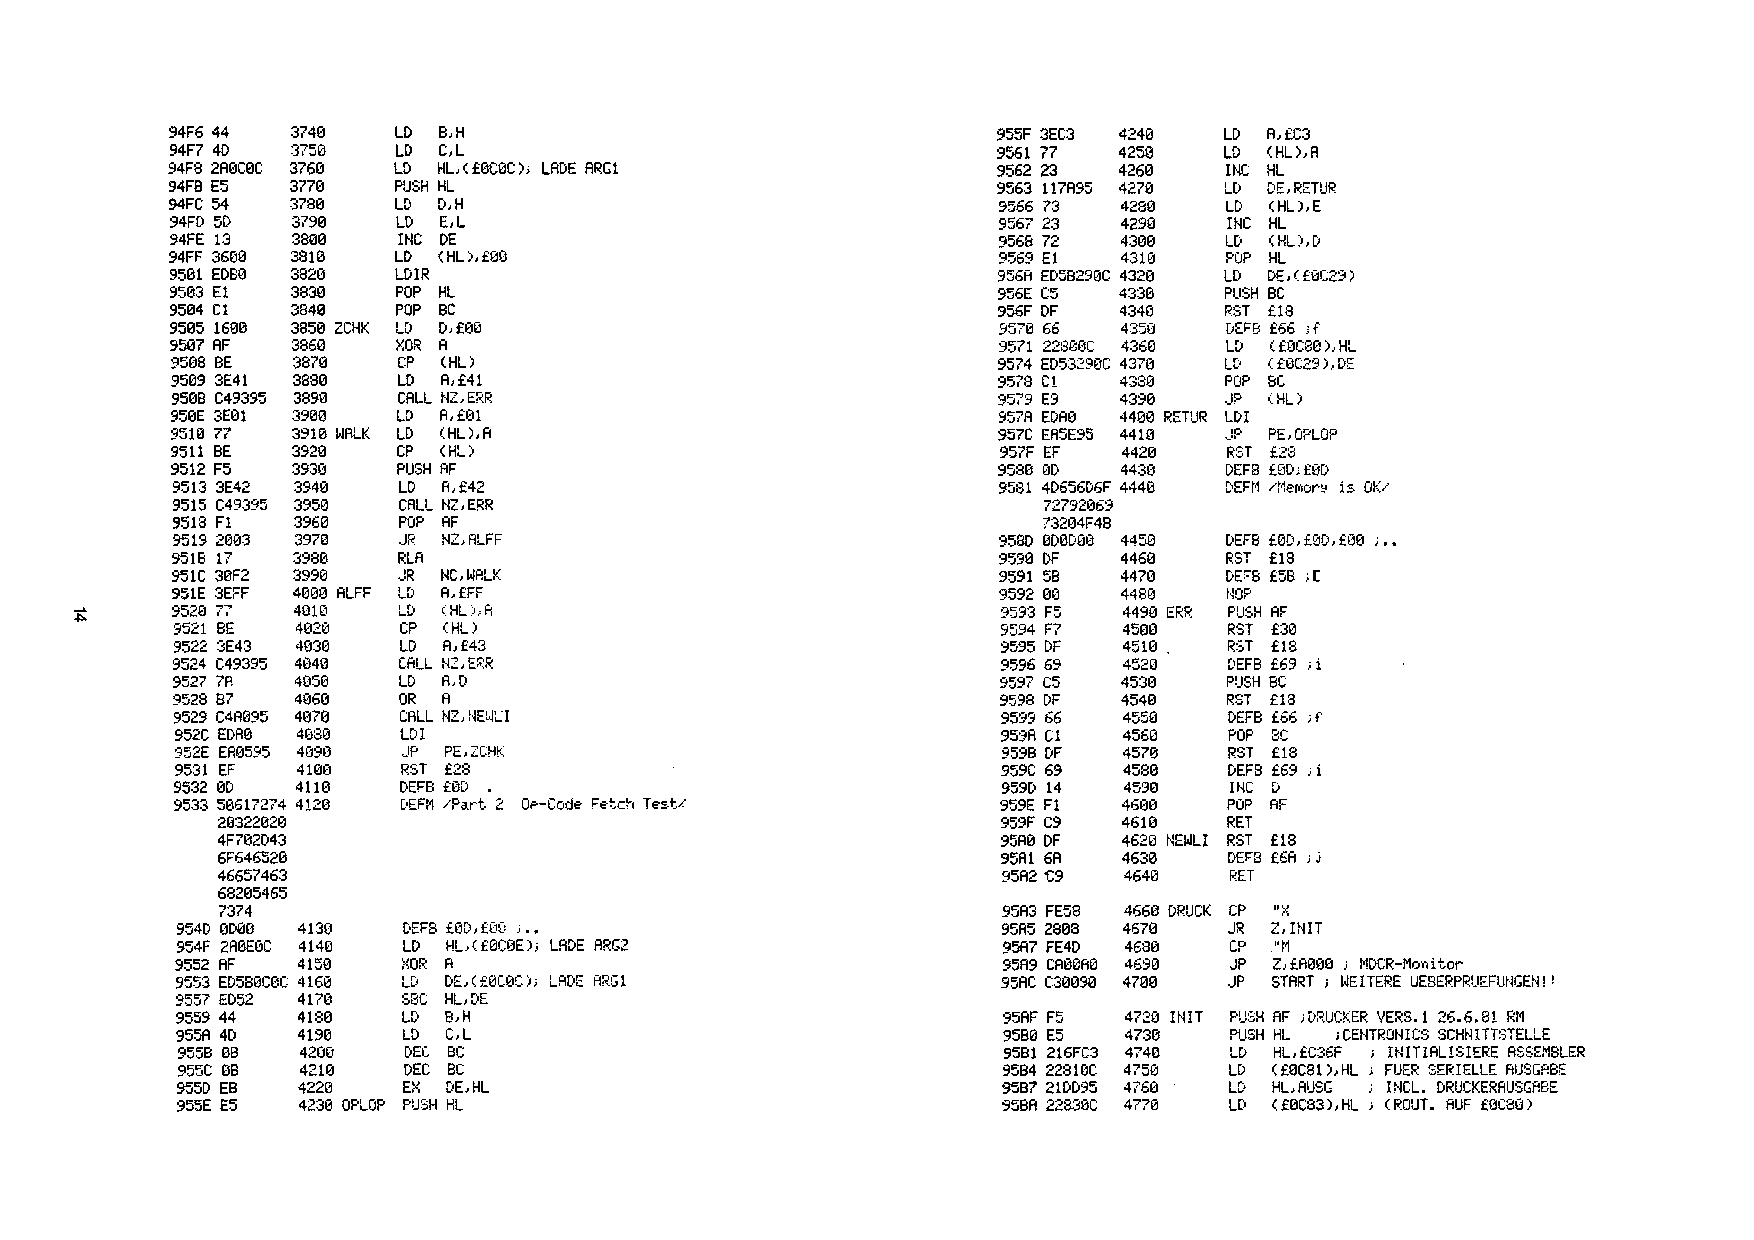 94F6 44 3740 LD B,H
94F7 4D 3750 LD C,L
94F8 2A0C0C 3760 LD HL,(£0C0C); LADE ARG1
94FB E5 3770 PUSH HL
94FC 54 3780 LD D,H
94FD 5D 3790 LD E,L
94FE 13 3800 INC DE
94FF 3600 3810 LD (HL),£00
9501 EDB0 3820 LDIR
9503 E1 3830 POP HL
9504 C1 3840 POP BC
9505 1600 3850 ZCHK LD D,£00
9507 AF 3860 XOR A
9508 BE 3870 CP (HL)
9509 3E41 3880 LD A,£41
950B C49395 3890 CALL NZ,ERR
950E 3E01 3900 LD A,£01
9510 77 3910 WALK LD (HL),A
9511 BE 3920 CP (HL)
9512 F5 3930 PUSH AF
9513 3E42 3940 LD A,£42
9515 C49395 3950 CALL NZ,ERR
9518 F1 3960 POP AF
9519 2003 3970 JR NZ,ALFF
951B 17 3980 RLA
951C 30F2 3990 JR NC,WALK
951E 3EFF 4000 ALFF LD A,£FF
9520 77 4010 LD (HL),A
9521 BE 4020 CP (HL)
9522 3E43 4030 LD A,£43
9524 C49395 4040 CALL NZ,ERR
9527 7A 4050 LD A,D
9528 B7 4060 OR A
9529 C4A095 4070 CALL NZ,NEWLI
952C EDA0 4080 LDI
952E EA0595 4090 JP PE,ZCHK
9531 EF 4100 RST £28
9532 0D 4110 DEFB £0D .
9533 50617274 4120 DEFM /Part 2 Op-Code Fetch Test/
20322020
4F702D43
6F646520
46657463
68205465
7374
954D 0D00 4130 DEFB £0D,£00 ;..
954F 2A0E0C 4140 LD HL,(£0C0E); LADE ARG2
9552 AF 4150 XOR A
9553 ED5B0C0C 4160 LD DE,(£0C0C); LADE ARG1
9557 ED52 4170 SBC HL,DE
9559 44 4180 LD B,H
955A 4D 4190 LD C,L
955B 0B 4200 DEC BC
955C 0B 4210 DEC BC
955D EB 4220 EX DE,HL
955E E5 4230 OPLOP PUSH HL
14
955F 3EC3 4240 LD A,£C3
9561 77 4250 LD (HL),A
9562 23 4260 INC HL
9563 117A95 4270 LD DE,RETUR
9566 73 4280 LD (HL),E
9567 23 4290 INC HL
9568 72 4300 LD (HL),D
9569 E1 4310 POP HL
956A ED5B290C 4320 LD DE,(£0C29)
956E C5 4330 PUSH BC
956F DF 4340 RST £18
9570 66 4350 DEFB £66 ;f
9571 22800C 4360 LD (£0C80),HL
9574 ED53290C 4370 LD (£0C29),DE
9578 C1 4380 POP BC
9579 E9 4390 JP (HL)
957A EDA0 4400 RETUR LDI
957C EA5E95 4410 JP PE,OPLOP
957F EF 4420 RST £28
9580 0D 4430 DEFB £0D;£0D
9581 4D656D6F 4440 DEFM /Memory is OK/
72792069
73204F4B
958D 0D0D00 4450 DEFB £0D,£0D,£00 ;..
9590 DF 4460 RST £18
9591 5B 4470 DEFB £5B ;[
9592 00 4480 NOP
9593 F5 4490 ERR PUSH AF
9594 F7 4500 RST £30
9595 DF 4510 RST £18
9596 69 4520 DEFB £69 ;i
9597 C5 4530 PUSH BC
9598 DF 4540 RST £18
9599 66 4550 DEFB £66 ;f
959A C1 4560 POP BC
959B DF 4570 RST £18
959C 69 4580 DEFB £69 ;i
959D 14 4590 INC D
959E F1 4600 POP AF
959F C9 4610 RET
95A0 DF 4620 NEWLI RST £18
95A1 6A 4630 DEFB £6A ;j
95A2 C9 4640 RET
95A3 FE58 4660 DRUCK CP "X
95A5 2808 4670 JR Z,INIT
95A7 FE4D 4680 CP "M
95A9 CA00A0 4690 JP Z,£A000 ; MDCR-Monitor
95AC C30090 4700 JP START ; WEITERE UEBERPRUEFUNGEN!!
95AF F5 4720 INIT PUSH AF ;DRUCKER VERS.1 26.6.81 RM
95B0 E5 4730 PUSH HL ;CENTRONICS SCHNITTSTELLE
95B1 216FC3 4740 LD HL,£C36F ; INITIALISIERE ASSEMBLER
95B4 22810C 4750 LD (£0C81),HL ; FUER SERIELLE AUSGABE
95B7 21DD95 4760 LD HL,AUSG ; INCL. DRUCKERAUSGABE
95BA 22830C 4770 LD (£0C83),HL ; (ROUT. AUF £0C80)